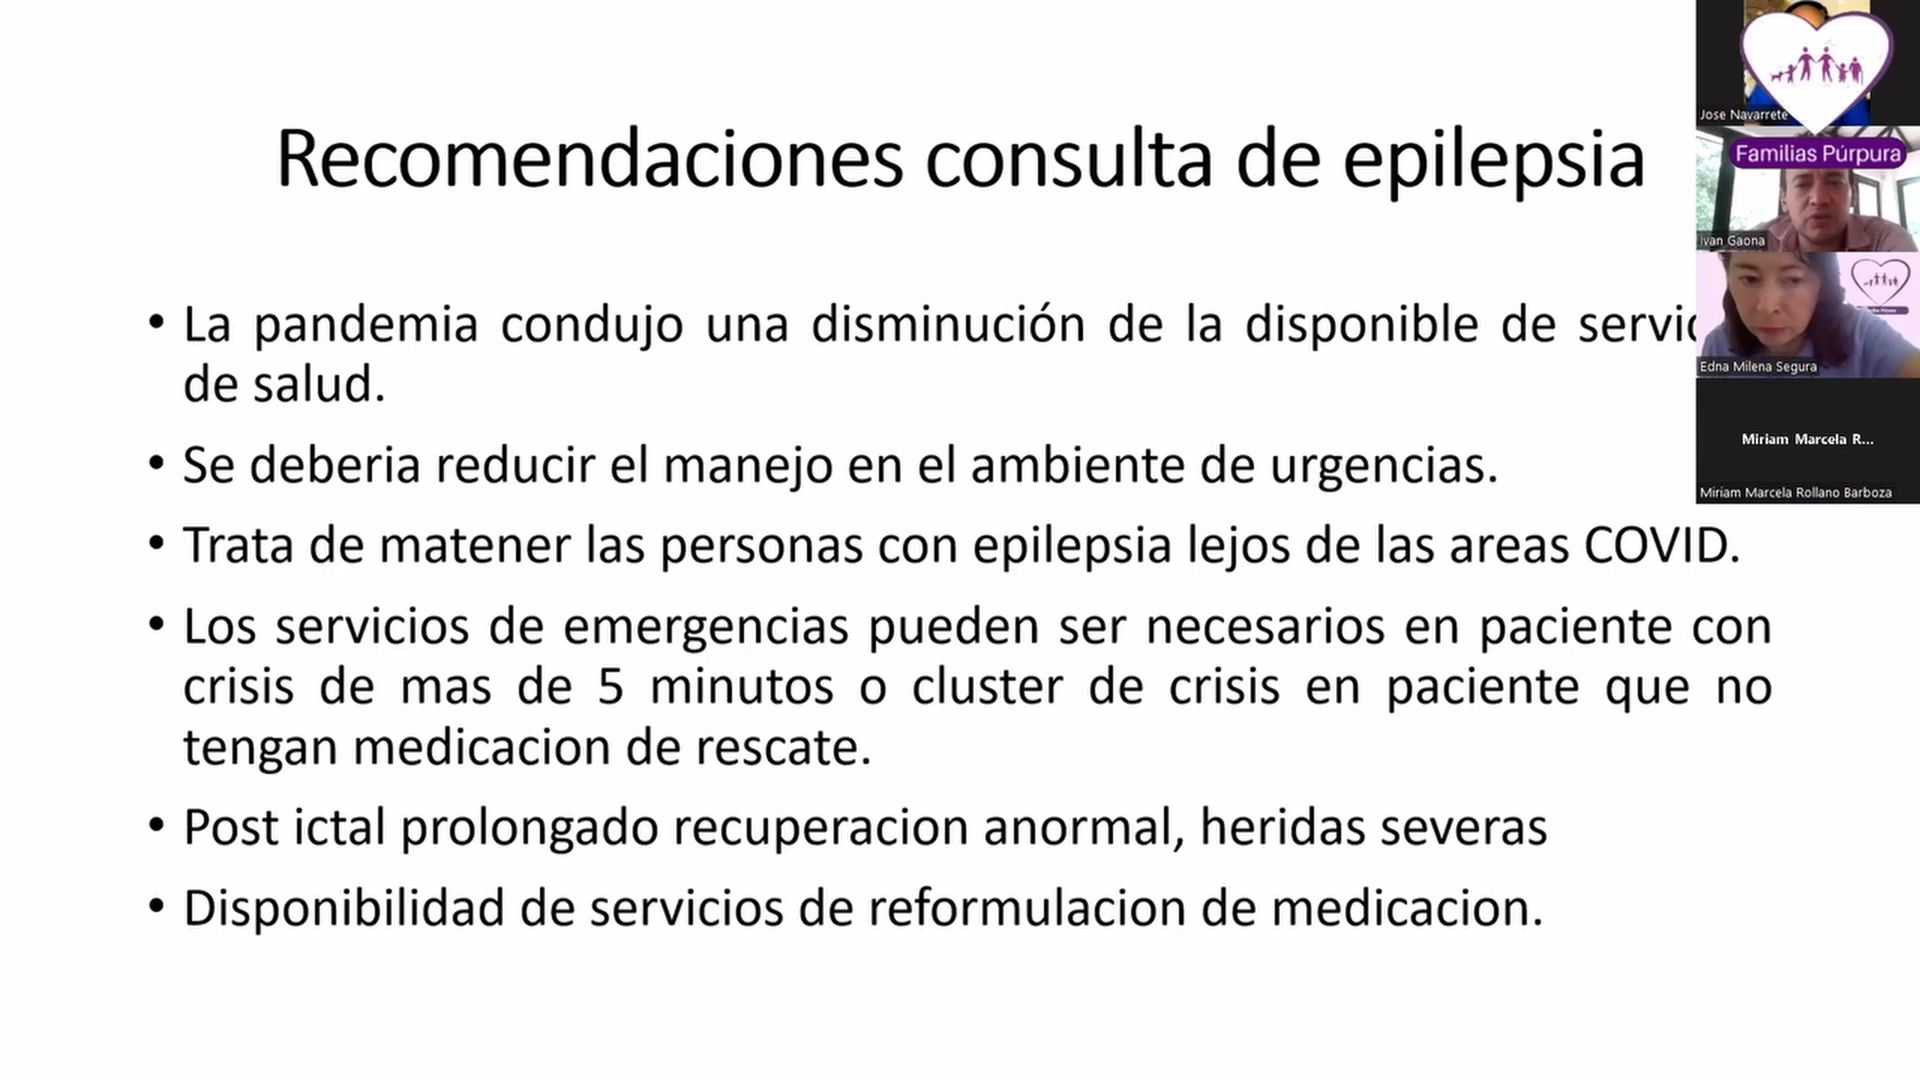 Recomendaciones consulta de epilepsia
• La pandemia condujo una disminución de la disponible de
de salud.
• Se deberia reducir el manejo en el ambiente de urgencias.
• Trata de matener las personas con epilepsia lejos de las areas COVID.
• Los servicios de emergencias pueden ser necesarios en paciente con
crisis de mas de 5 minutos o cluster de crisis en paciente que no
tengan medicacion de rescate.
• Post ictal prolongado recuperacion anormal, heridas severas
• Disponibilidad de servicios de reformulacion de medicacion.
Jose Navarrete
Familias Púrpura
Ivan Gaona
Edna Milena Segura
Miriam Marcela R...
Miriam Marcela Rollano Barboza